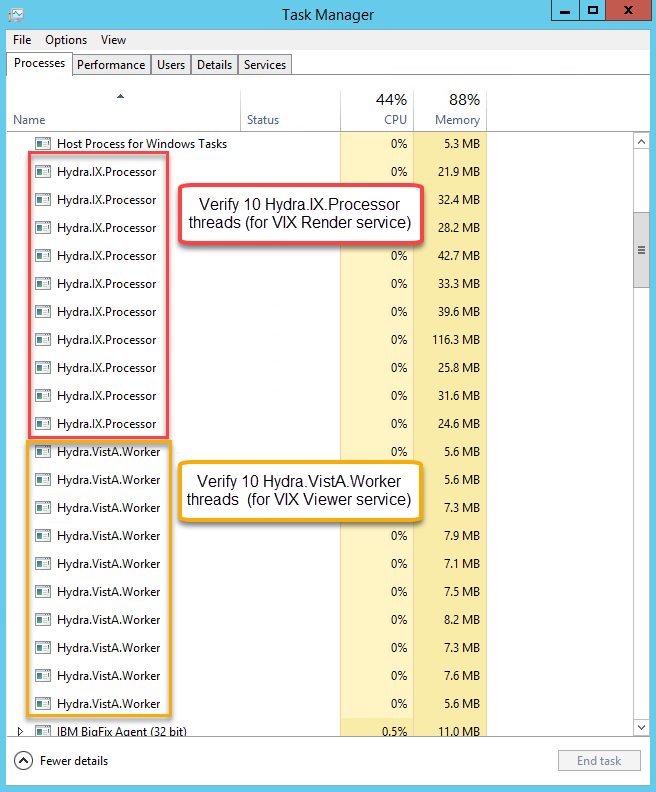 Task Manager
File Options View
Processes Performance Users Details Services
44% 88%
Name Status CPU Memory
Host Process for Windows Tasks 0% 5.3 MB
Hydra.IX.Processor 0% 21.9 MB
Hydra.IX.Processor 32.4 MB
Hydra.IX.Processor 28.2 MB
Hydra.IX.Processor 0% 42.7 MB
Hydra.IX.Processor 0% 33.3 MB
Hydra.IX.Processor 0% 39.6 MB
Hydra.IX.Processor 0% 116.3 MB
Hydra.IX.Processor 0% 25.8 MB
Hydra.IX.Processor 0% 31.6 MB
Hydra.IX.Processor 0% 24.6 MB
Verify 10 Hydra.IX.Processor
threads (for VIX Render service)
Hydra.VistA.Worker 0% 5.6 MB
Hydra.VistA.Worker 5.6 MB
Hydra.VistA.Worker 7.3 MB
Hydra.VistA.Worker 0% 7.9 MB
Hydra.VistA.Worker 0% 7.1 MB
Hydra.VistA.Worker 0% 7.5 MB
Hydra.VistA.Worker 0% 8.2 MB
Hydra.VistA.Worker 0% 7.3 MB
Hydra.VistA.Worker 0% 7.6 MB
Hydra.VistA.Worker 0% 5.6 MB
Verify 10 Hydra.VistA.Worker
threads (for VIX Viewer service)
IBM BigFix Agent (32 bit) 0.5% 11.0 MB
Fewer details End task